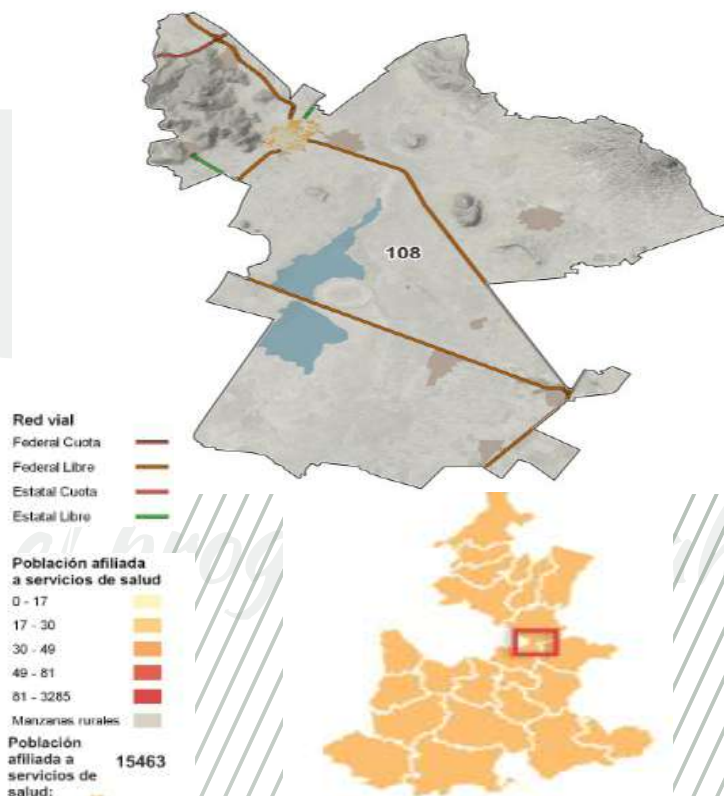 108
Red vial
Federal Cuota
Federal Libre
Estatal Cuota
Estatal Libre
Población afiliada
a servicios de salud
0 - 17
17 - 30
30 - 49
49 - 81
81 - 3285
Manzanas rurales
Población
afiliada a
servicios de
salud:
15463